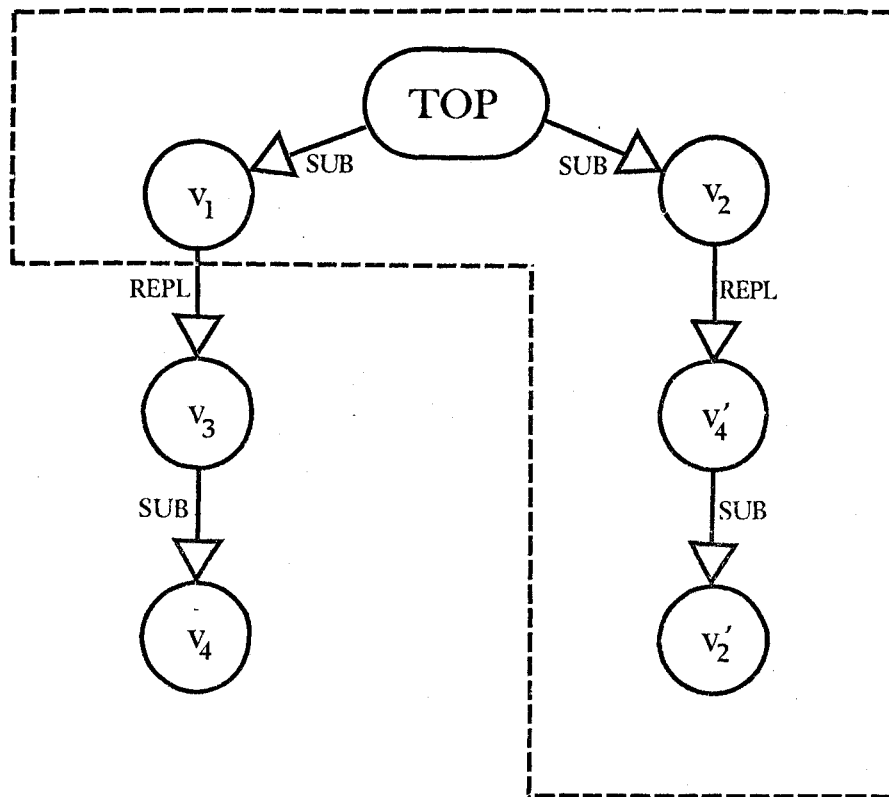 TOP
SUB
SUB
v₁
v₂
REPL
REPL
v₃
v₄′
SUB
SUB
v₄
v₂′